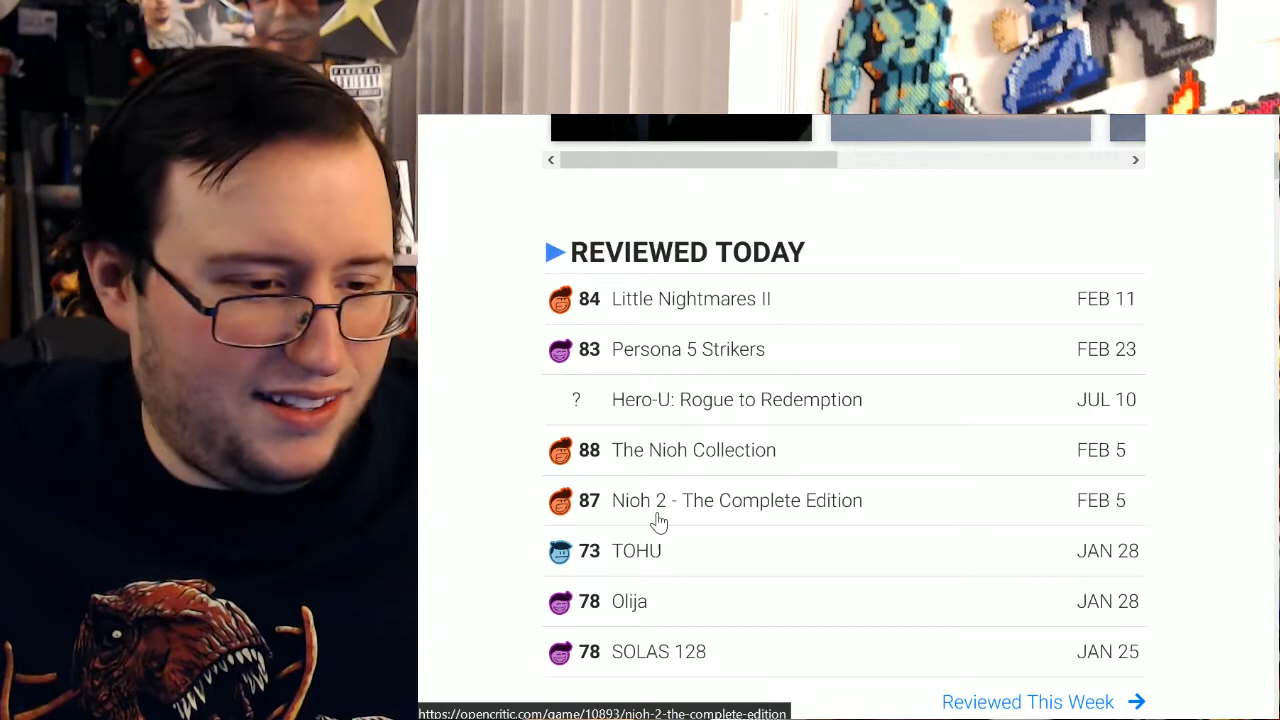 PARENTAL
ADVISORY
REVIEWED TODAY
84 Little Nightmares II FEB 11
83 Persona 5 Strikers FEB 23
? Hero-U: Rogue to Redemption JUL 10
88 The Nioh Collection FEB 5
87 Nioh 2 - The Complete Edition FEB 5
73 TOHU JAN 28
78 Olija JAN 28
78 SOLAS 128 JAN 25
Reviewed This Week
https://opencritic.com/game/10893/nioh-2-the-complete-edition